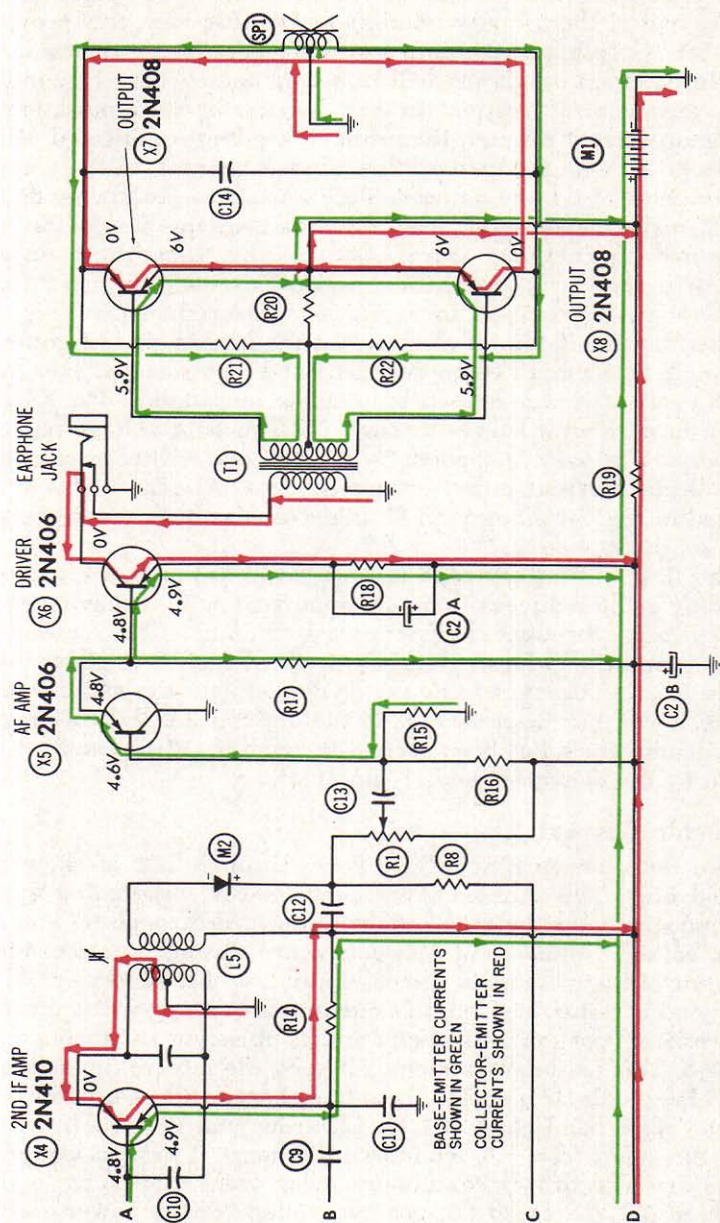 2ND IF AMP
X4 2N410
AF AMP
X5 2N406
DRIVER
X6 2N406
EARPHONE
JACK
OUTPUT
X7 2N408
A
4.8V
0V
4.9V
C10
C9
C11
R14
L5
M2
- +
C12
R1
R8
C13
R15
R16
4.6V
4.8V
R17
4.8V
4.9V
0V
R18
C2 A
C2 B
T1
5.9V
R21
R22
R20
5.9V
0V
6V
6V
0V
C14
SP1
OUTPUT
X8 2N408
R19
M1
+
B
C
D
BASE-EMITTER CURRENTS
SHOWN IN GREEN
COLLECTOR-EMITTER
CURRENTS SHOWN IN RED